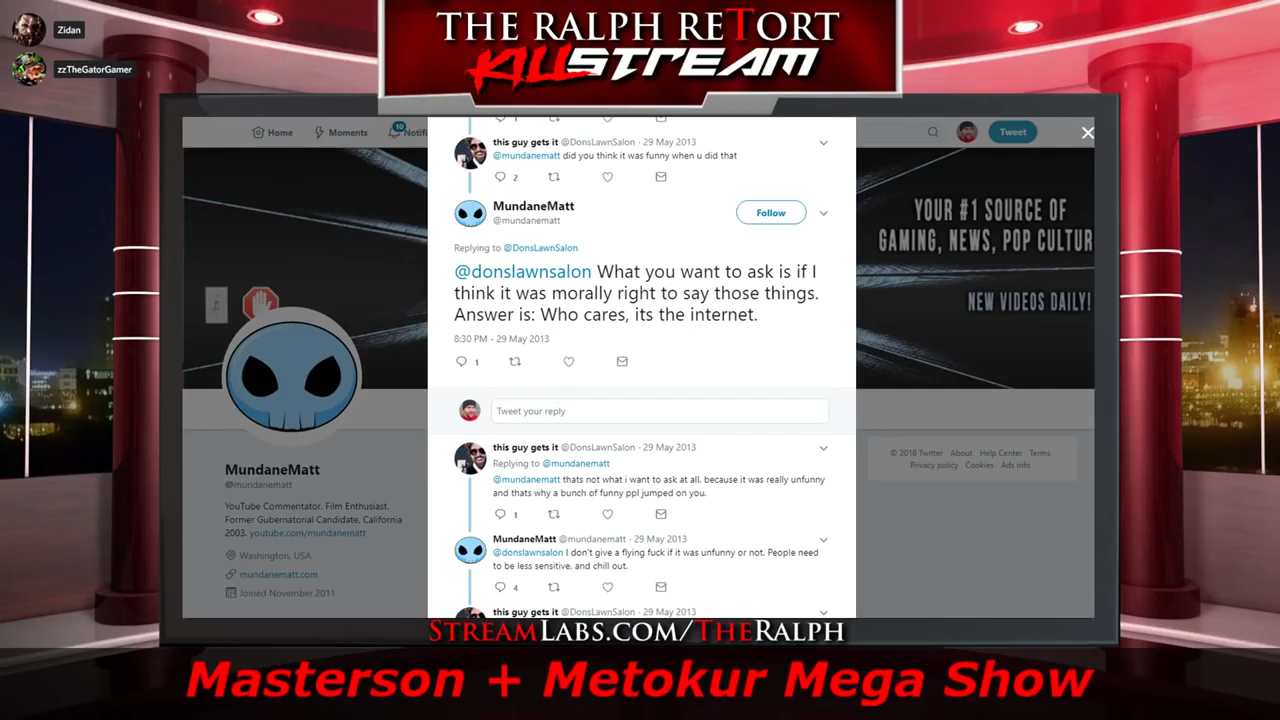 Zidan
zzTheGatorGamer
THE RALPH RETORT
KILLSTREAM
Home
Moments
10
Notifi
Tweet
this guy gets it @DonsLawnSalon · 29 May 2013
@mundanematt did you think it was funny when u did that
2
MundaneMatt
@mundanematt
Follow
Replying to @DonsLawnSalon
@donslawnsalon What you want to ask is if I
think it was morally right to say those things.
Answer is: Who cares, its the internet.
8:30 PM - 29 May 2013
1
Tweet your reply
this guy gets it @DonsLawnSalon · 29 May 2013
Replying to @mundanematt
@mundanematt thats not what i want to ask at all. because it was really unfunny
and thats why a bunch of funny ppl jumped on you.
1
MundaneMatt @mundanematt · 29 May 2013
@donslawnsalon I don't give a flying fuck if it was unfunny or not. People need
to be less sensitive, and chill out.
4
this guy gets it @DonsLawnSalon · 29 May 2013
YOUR #1 SOURCE OF
GAMING, NEWS, POP CULTUR
NEW VIDEOS DAILY!
MundaneMatt
@mundanematt
YouTube Commentator. Film Enthusiast.
Former Gubernatorial Candidate, California
2003. youtube.com/mundanematt
Washington, USA
mundanematt.com
Joined November 2011
© 2018 Twitter About Help Center Terms
Privacy policy Cookies Ads info
STREAMLABS.COM/THERALPH
Masterson + Metokur Mega Show